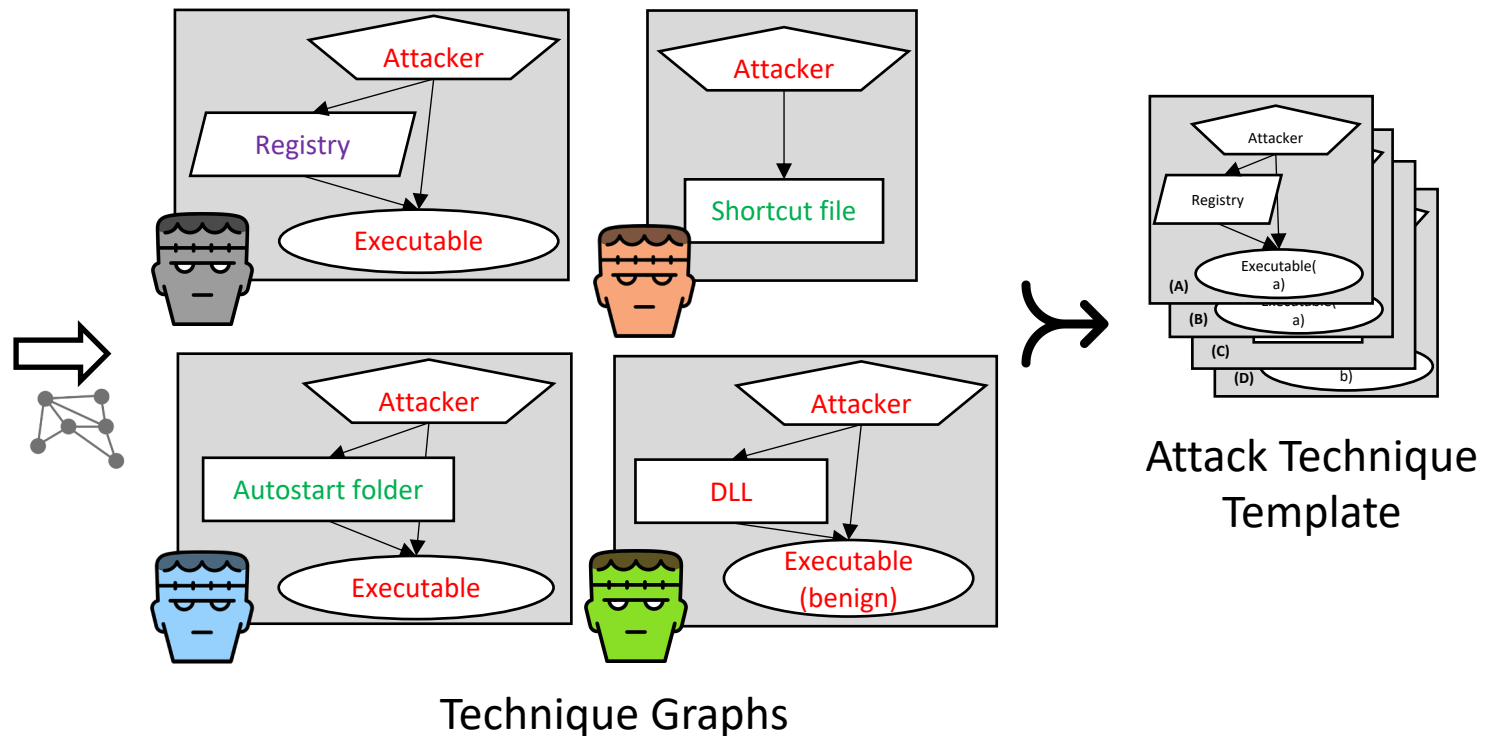 Attacker
Registry
Executable
Attacker
Shortcut file
Autostart folder
Attacker
Executable
Attacker
DLL
Executable
(benign)
Technique Graphs
Attacker
Registry
Executable(
a)
(A)
a)
(B)
(C)
b)
(D)
Attack Technique
Template